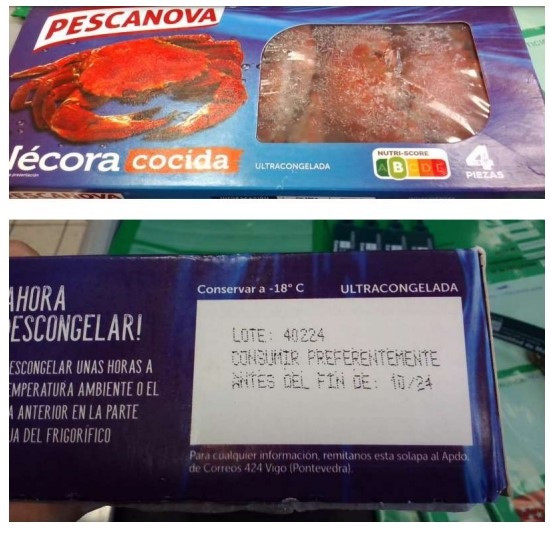 PESCANOVA
Nécora cocida
ULTRACONGELADA
NUTRI-SCORE
A B C D E
4
PIEZAS
PESCANOVA
AHORA
DESCONGELAR!
DESCONGELAR UNAS HORAS A
TEMPERATURA AMBIENTE O EL
DÍA ANTERIOR EN LA PARTE
DEL FRIGORÍFICO
Conservar a -18° C
ULTRACONGELADA
LOTE: 40224
CONSUMIR PREFERENTEMENTE
ANTES DEL FIN DE: 10/24
Para cualquier información, remítanos esta solapa al Apdo.
de Correos 424 Vigo (Pontevedra)